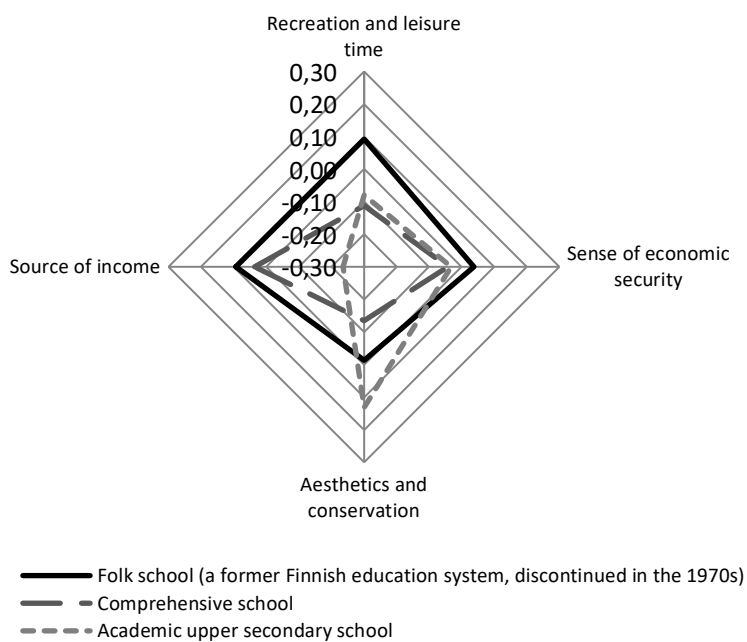 Recreation and leisure
time
0,30
0,20
0,10
0,00
-0,10
-0,20
-0,30
Source of income
Sense of economic
security
Aesthetics and
conservation
Folk school (a former Finnish education system, discontinued in the 1970s)
Comprehensive school
Academic upper secondary school